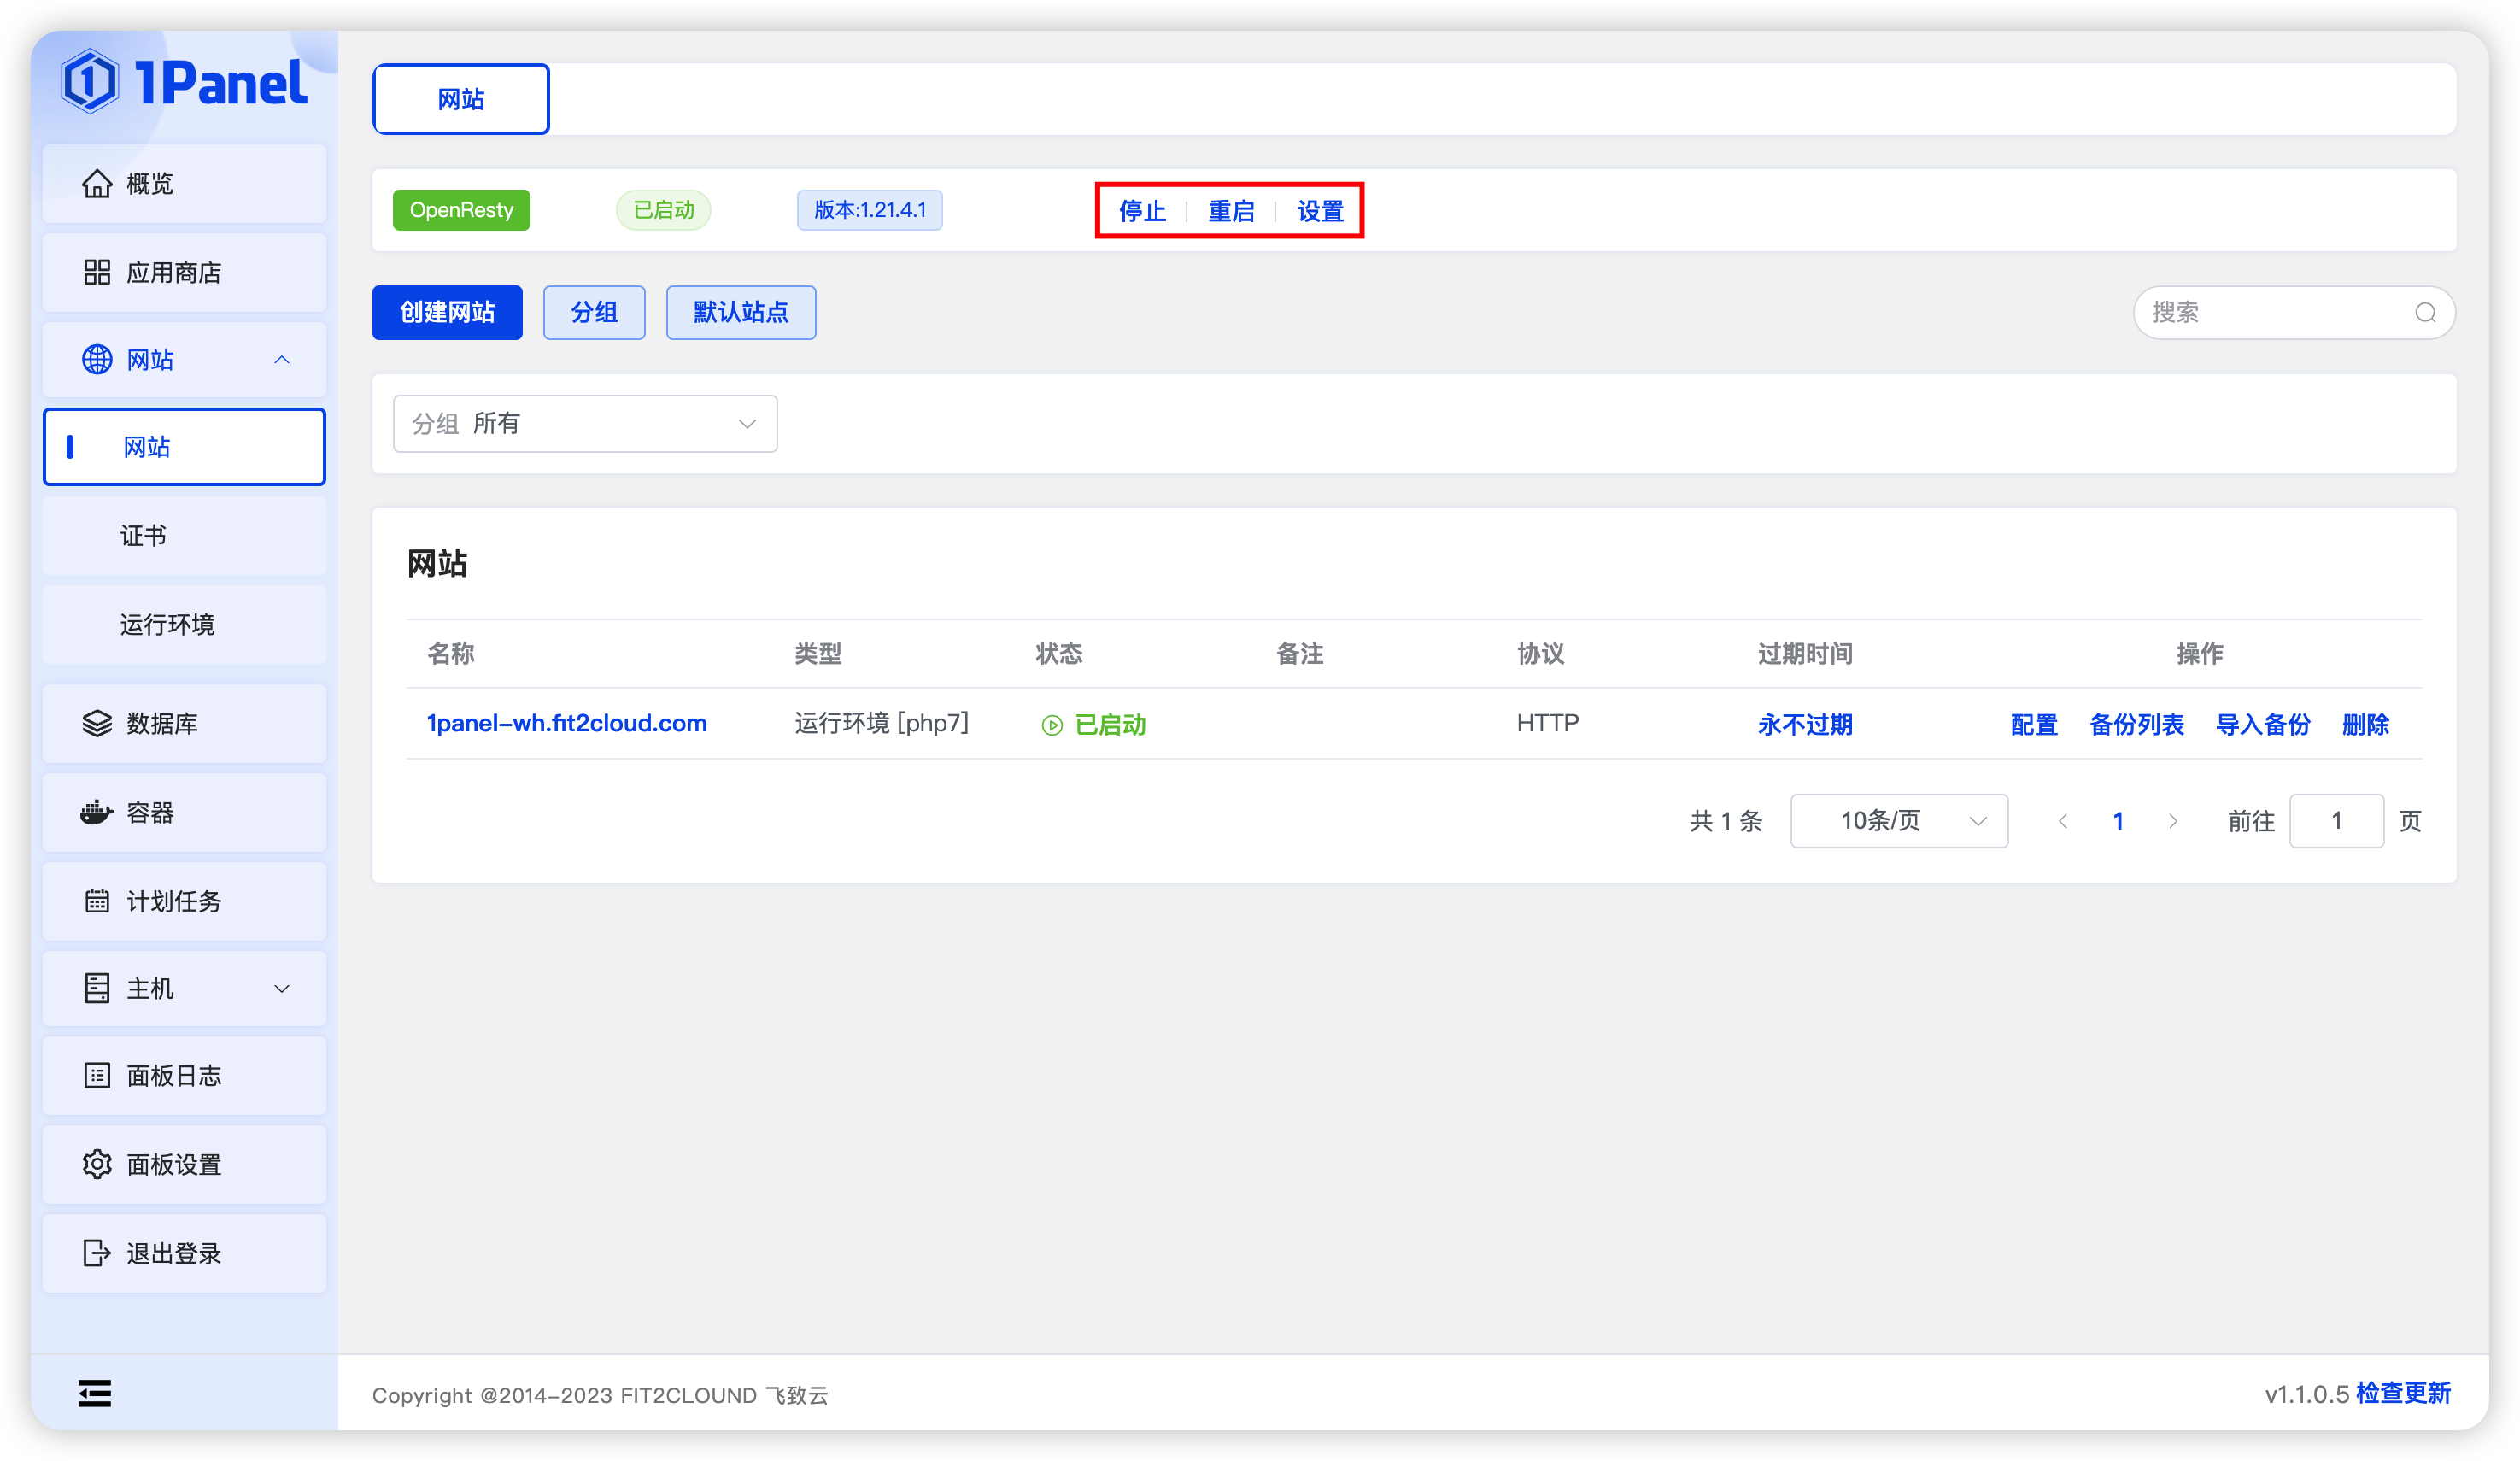 1Panel
概览
应用商店
网站
网站
证书
运行环境
数据库
容器
计划任务
主机
面板日志
面板设置
退出登录
网站
OpenResty 已启动 版本:1.21.4.1 停止 重启 设置
创建网站 分组 默认站点 搜索
分组 所有
网站
名称 类型 状态 备注 协议 过期时间 操作
1panel-wh.fit2cloud.com 运行环境 [php7] 已启动 HTTP 永不过期 配置 备份列表 导入备份 删除
共 1 条 10条/页 1 前往 1 页
Copyright @2014-2023 FIT2CLOUND 飞致云 v1.1.0.5 检查更新